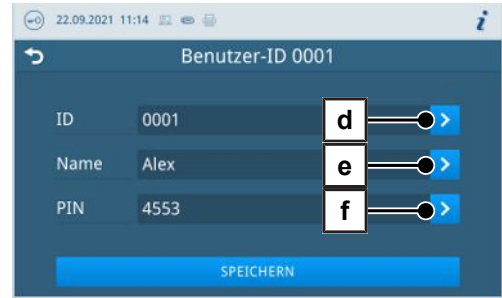 22.09.2021 11:14 i
Benutzer-ID 0001
ID 0001 d
Name Alex e
PIN 4553 f
SPEICHERN